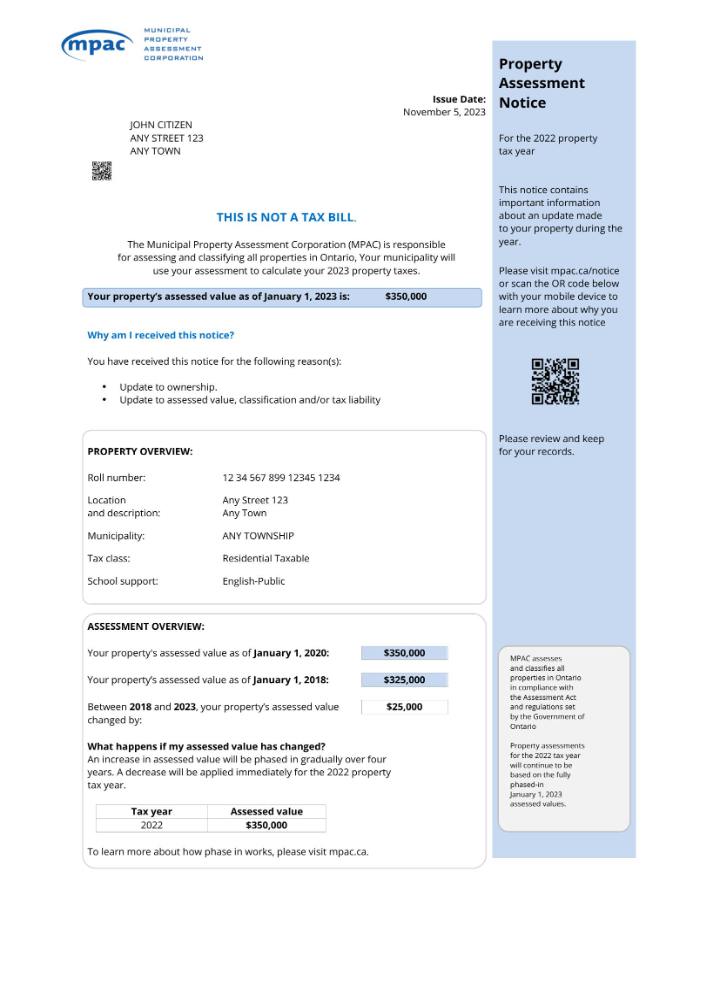 mpac
MUNICIPAL
PROPERTY
ASSESSMENT
CORPORATION
Issue Date:
November 5, 2023
JOHN CITIZEN
ANY STREET 123
ANY TOWN
THIS IS NOT A TAX BILL.
The Municipal Property Assessment Corporation (MPAC) is responsible
for assessing and classifying all properties in Ontario, Your municipality will
use your assessment to calculate your 2023 property taxes.
Your property's assessed value as of January 1, 2023 is: $350,000
Why am I received this notice?
You have received this notice for the following reason(s):
• Update to ownership.
• Update to assessed value, classification and/or tax liability
PROPERTY OVERVIEW:
Roll number: 12 34 567 899 12345 1234
Location Any Street 123
and description: Any Town
Municipality: ANY TOWNSHIP
Tax class: Residential Taxable
School support: English-Public
ASSESSMENT OVERVIEW:
Your property's assessed value as of January 1, 2020: $350,000
Your property's assessed value as of January 1, 2018: $325,000
Between 2018 and 2023, your property's assessed value $25,000
changed by:
What happens if my assessed value has changed?
An increase in assessed value will be phased in gradually over four
years. A decrease will be applied immediately for the 2022 property
tax year.
Tax year Assessed value
2022 $350,000
To learn more about how phase in works, please visit mpac.ca.
Property
Assessment
Notice
For the 2022 property
tax year
This notice contains
important information
about an update made
to your property during the
year.
Please visit mpac.ca/notice
or scan the OR code below
with your mobile device to
learn more about why you
are receiving this notice
Please review and keep
for your records.
MPAC assesses
and classifies all
properties in Ontario
in compliance with
the Assessment Act
and regulations set
by the Government of
Ontario
Property assessments
for the 2022 tax year
will continue to be
based on the fully
phased-in
January 1, 2023
assessed values.